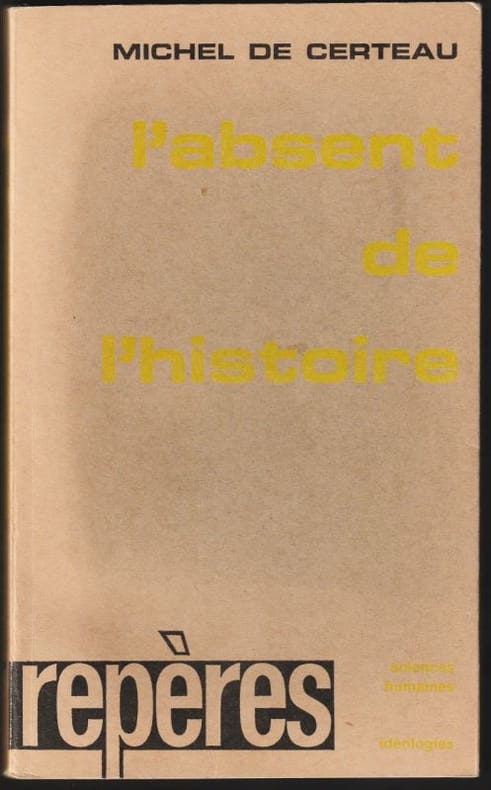 MICHEL DE CERTEAU
l'absent
de
l'histoire
repères
sciences
humaines
idéologies